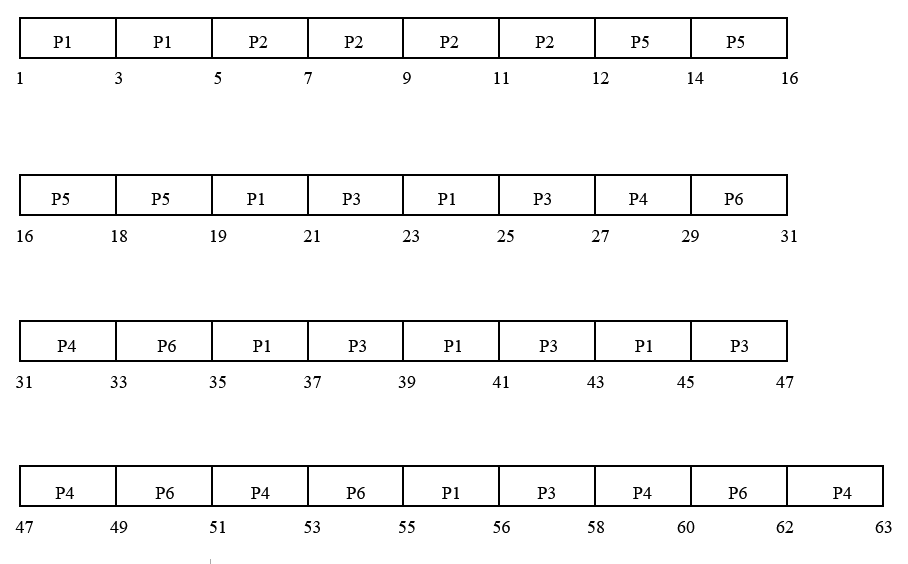 P1 P1 P2 P2 P2 P2 P5 P5
1 3 5 7 9 11 12 14 16
P5 P5 P1 P3 P1 P3 P4 P6
16 18 19 21 23 25 27 29 31
P4 P6 P1 P3 P1 P3 P1 P3
31 33 35 37 39 41 43 45 47
P4 P6 P4 P6 P1 P3 P4 P6 P4
47 49 51 53 55 56 58 60 62 63